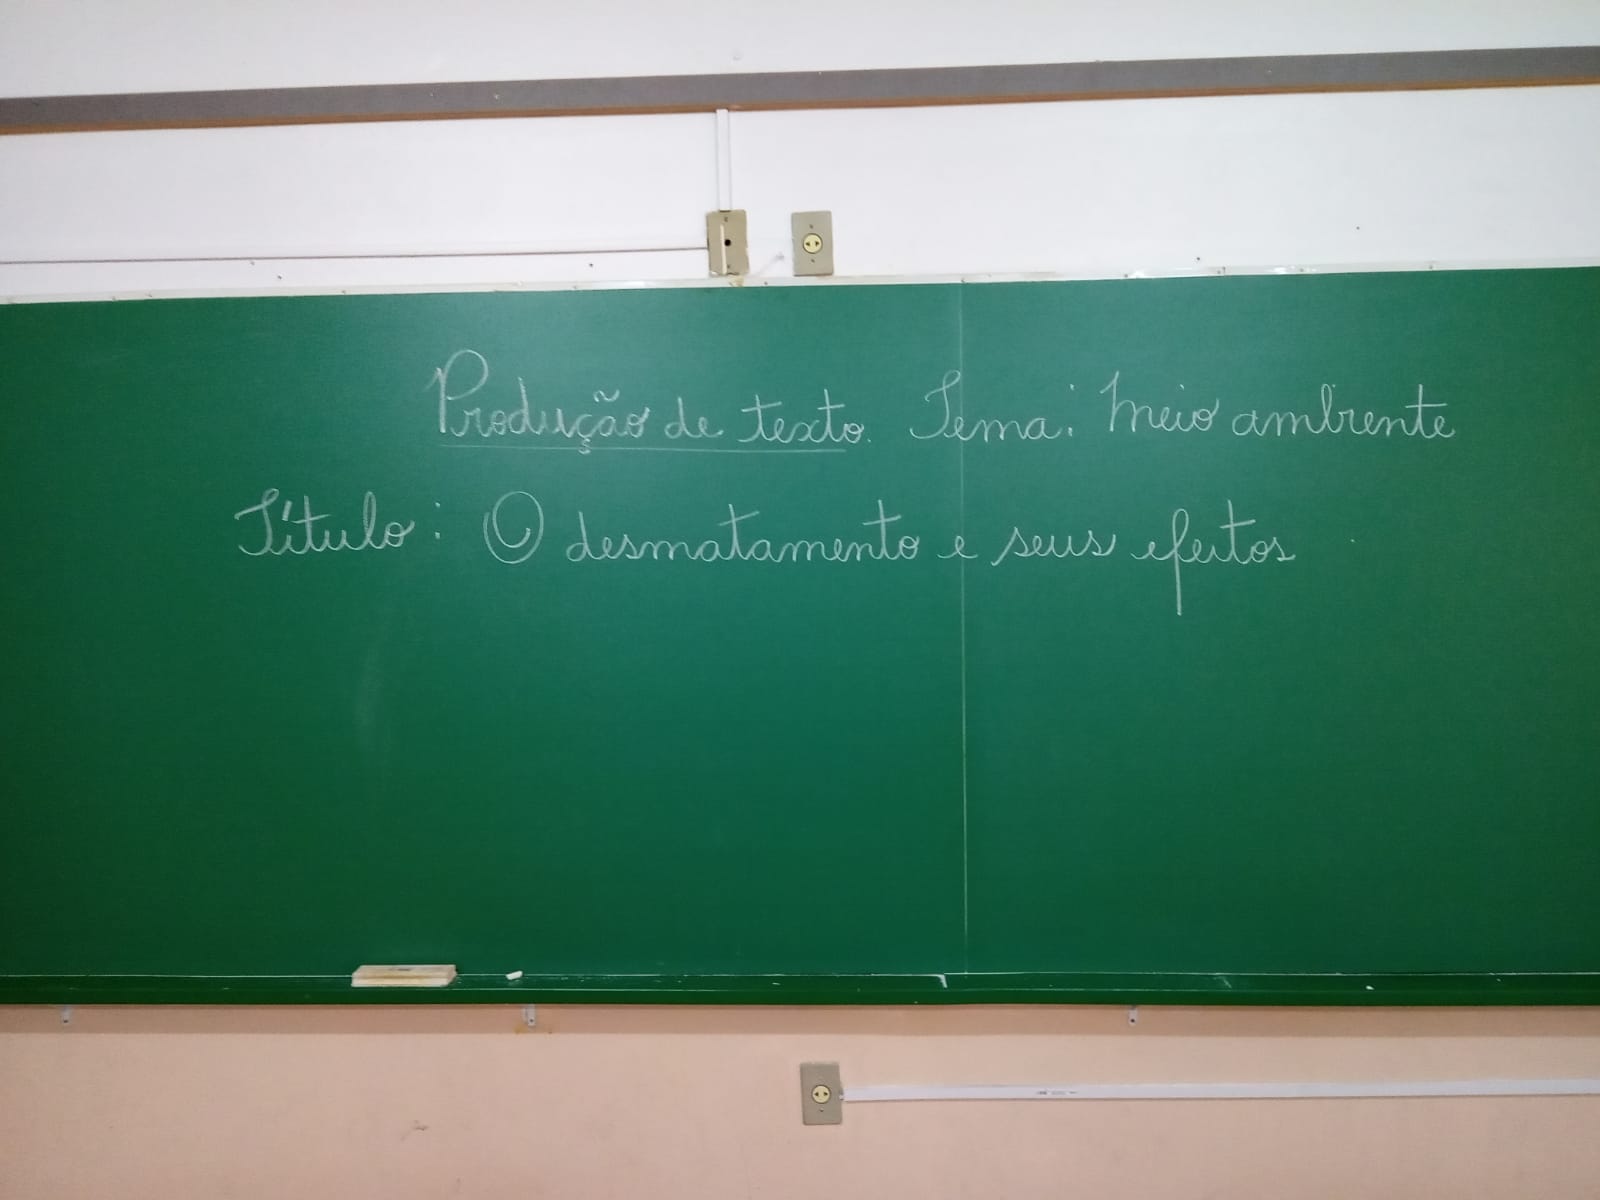 Produção de texto. Tema: Meio ambiente
Título: O desmatamento e seus efeitos